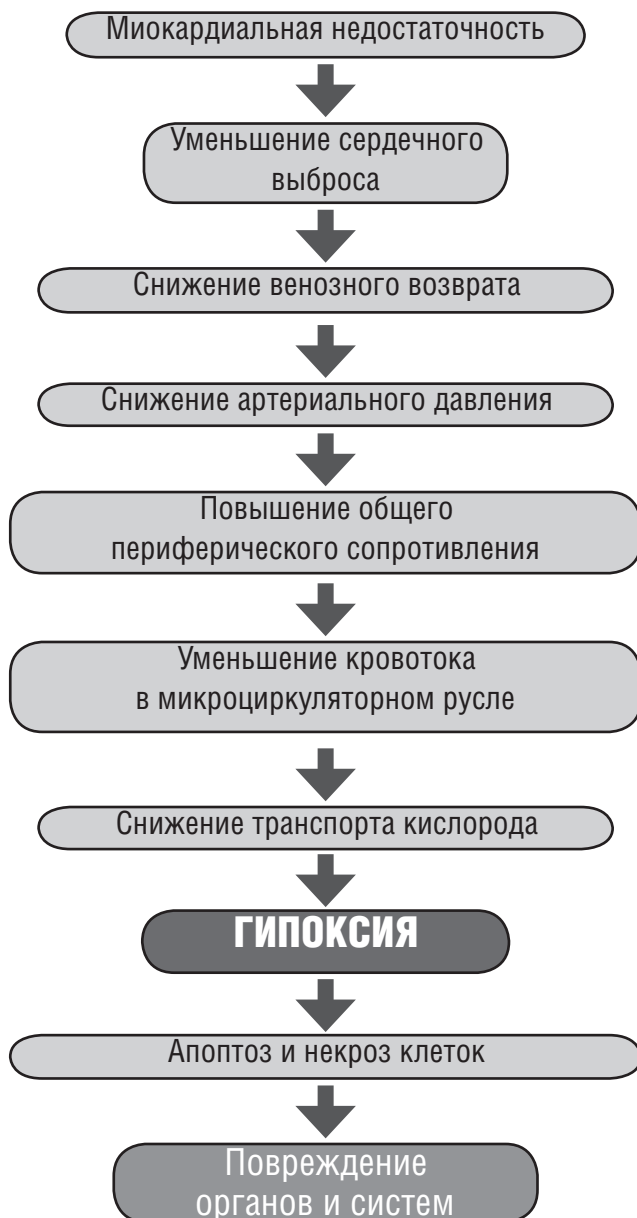 Миокардиальная недостаточность
Уменьшение сердечного
выброса
Снижение венозного возврата
Снижение артериального давления
Повышение общего
периферического сопротивления
Уменьшение кровотока
в микроциркуляторном русле
Снижение транспорта кислорода
ГИПОКСИЯ
Апоптоз и некроз клеток
Повреждение
органов и систем